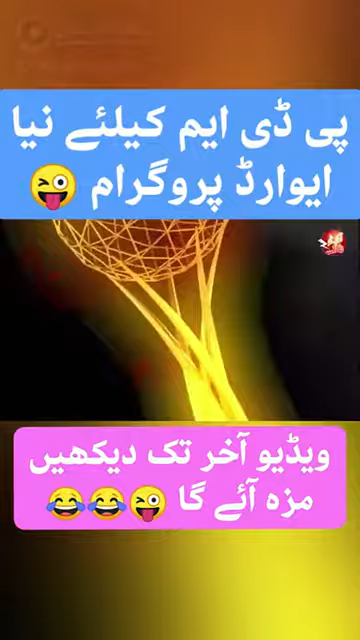 پی ڈی ایم کیلئے نیا
ایوارڈ پروگرام 😜
ویڈیو آخر تک دیکھیں
مزہ آئے گا 😜😂😂